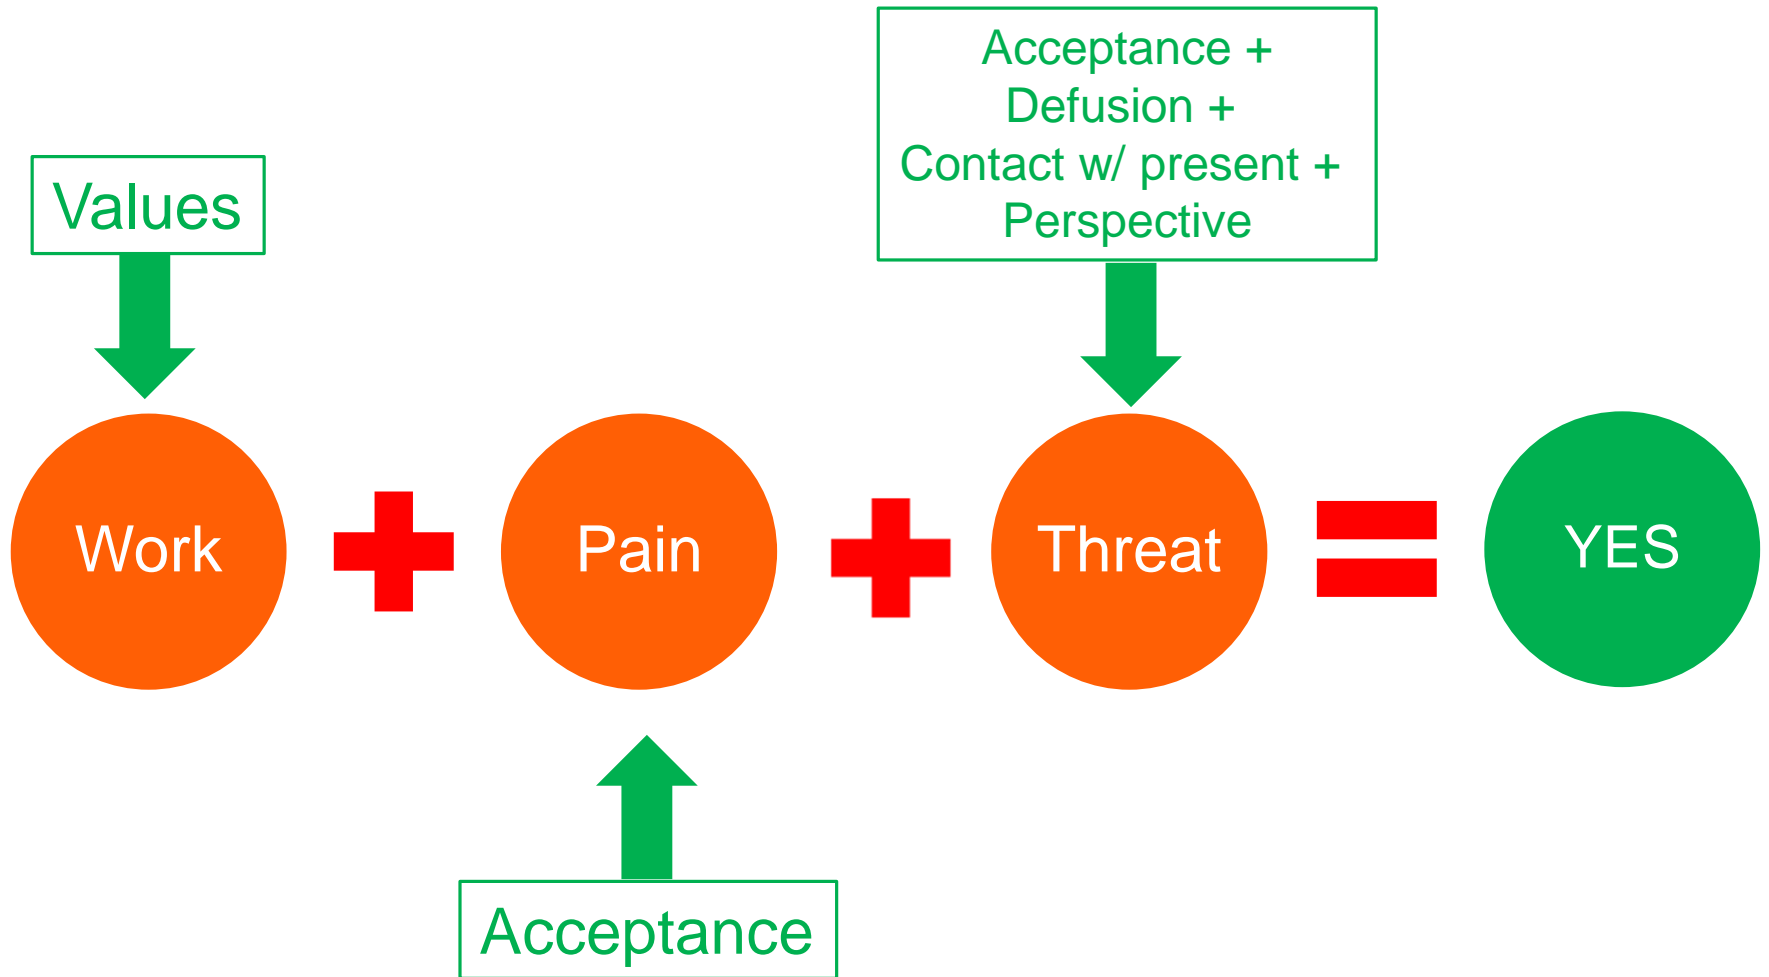 Acceptance +
Defusion +
Contact w/ present +
Perspective
Values
Work
Pain
Threat
YES
Acceptance